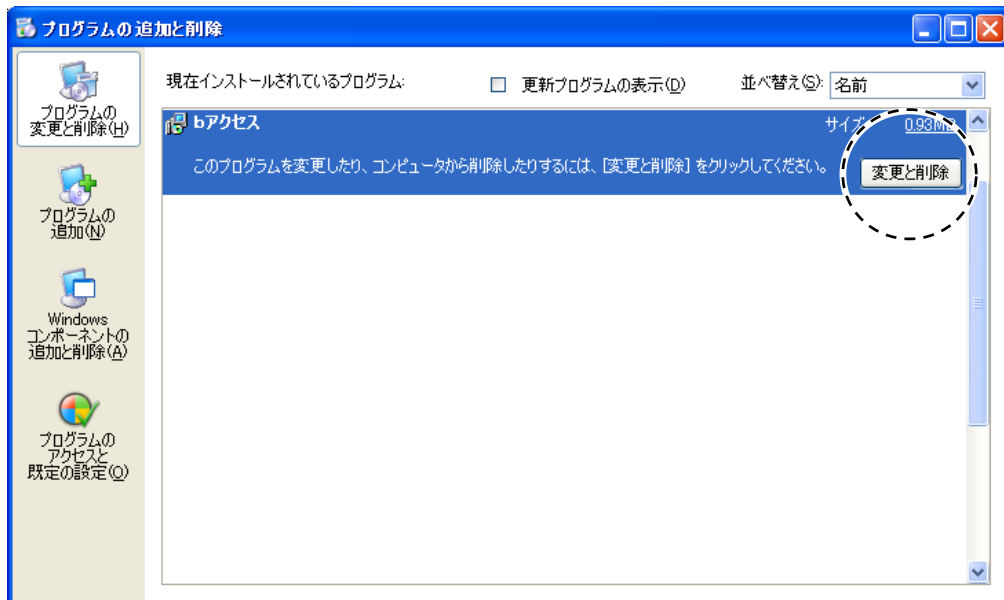 プログラムの追加と削除
プログラムの
変更と削除(H)
現在インストールされているプログラム:
更新プログラムの表示(D)
並べ替え(S):
名前
bアクセス
サイズ
0.93MB
このプログラムを変更したり、コンピュータから削除したりするには、[変更と削除] をクリックしてください。
変更と削除
プログラムの
追加(N)
Windows
コンポーネントの
追加と削除(A)
プログラムの
アクセスと
既定の設定(O)